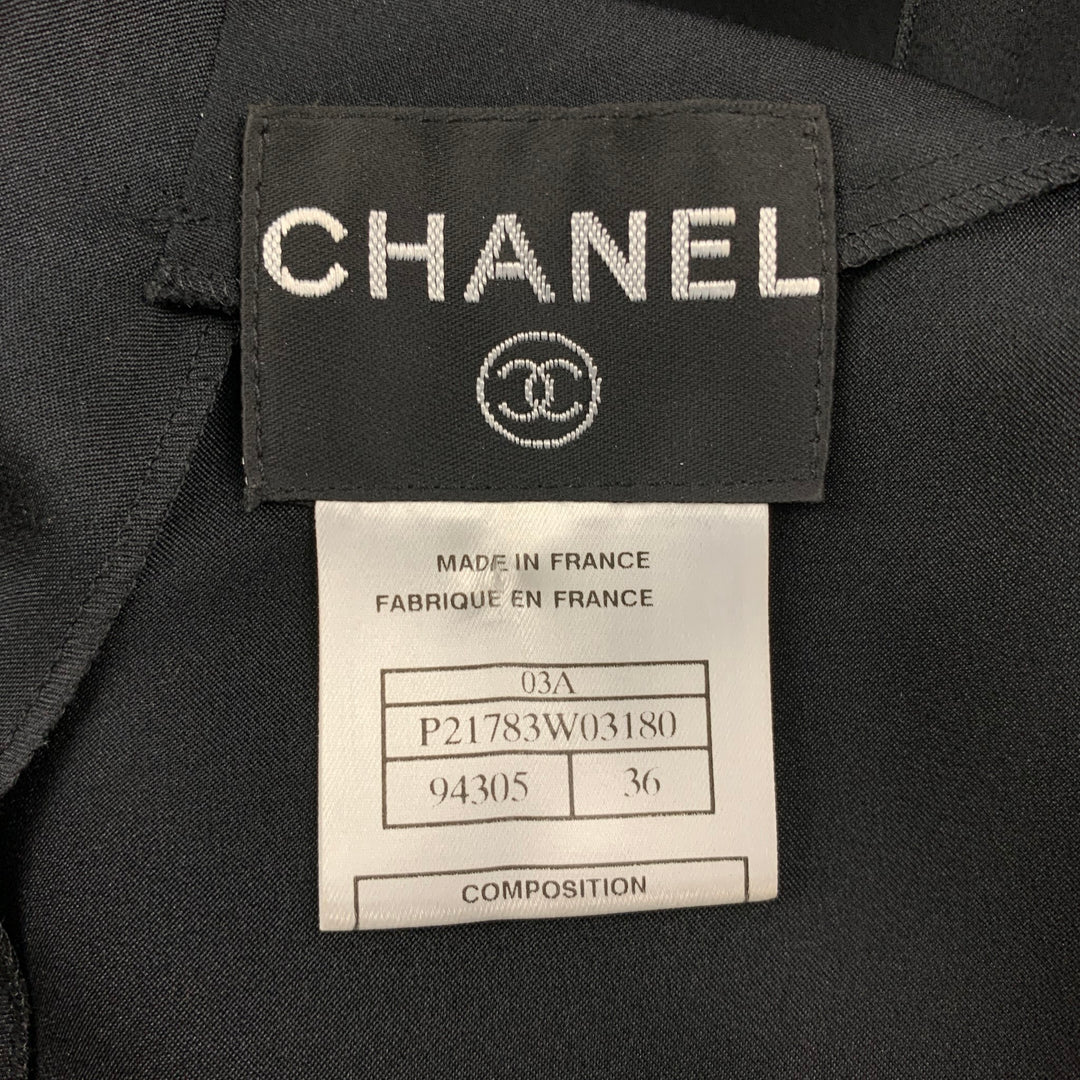 CHANEL
MADE IN FRANCE
FABRIQUE EN FRANCE
03A
P21783W03180
94305 36
COMPOSITION